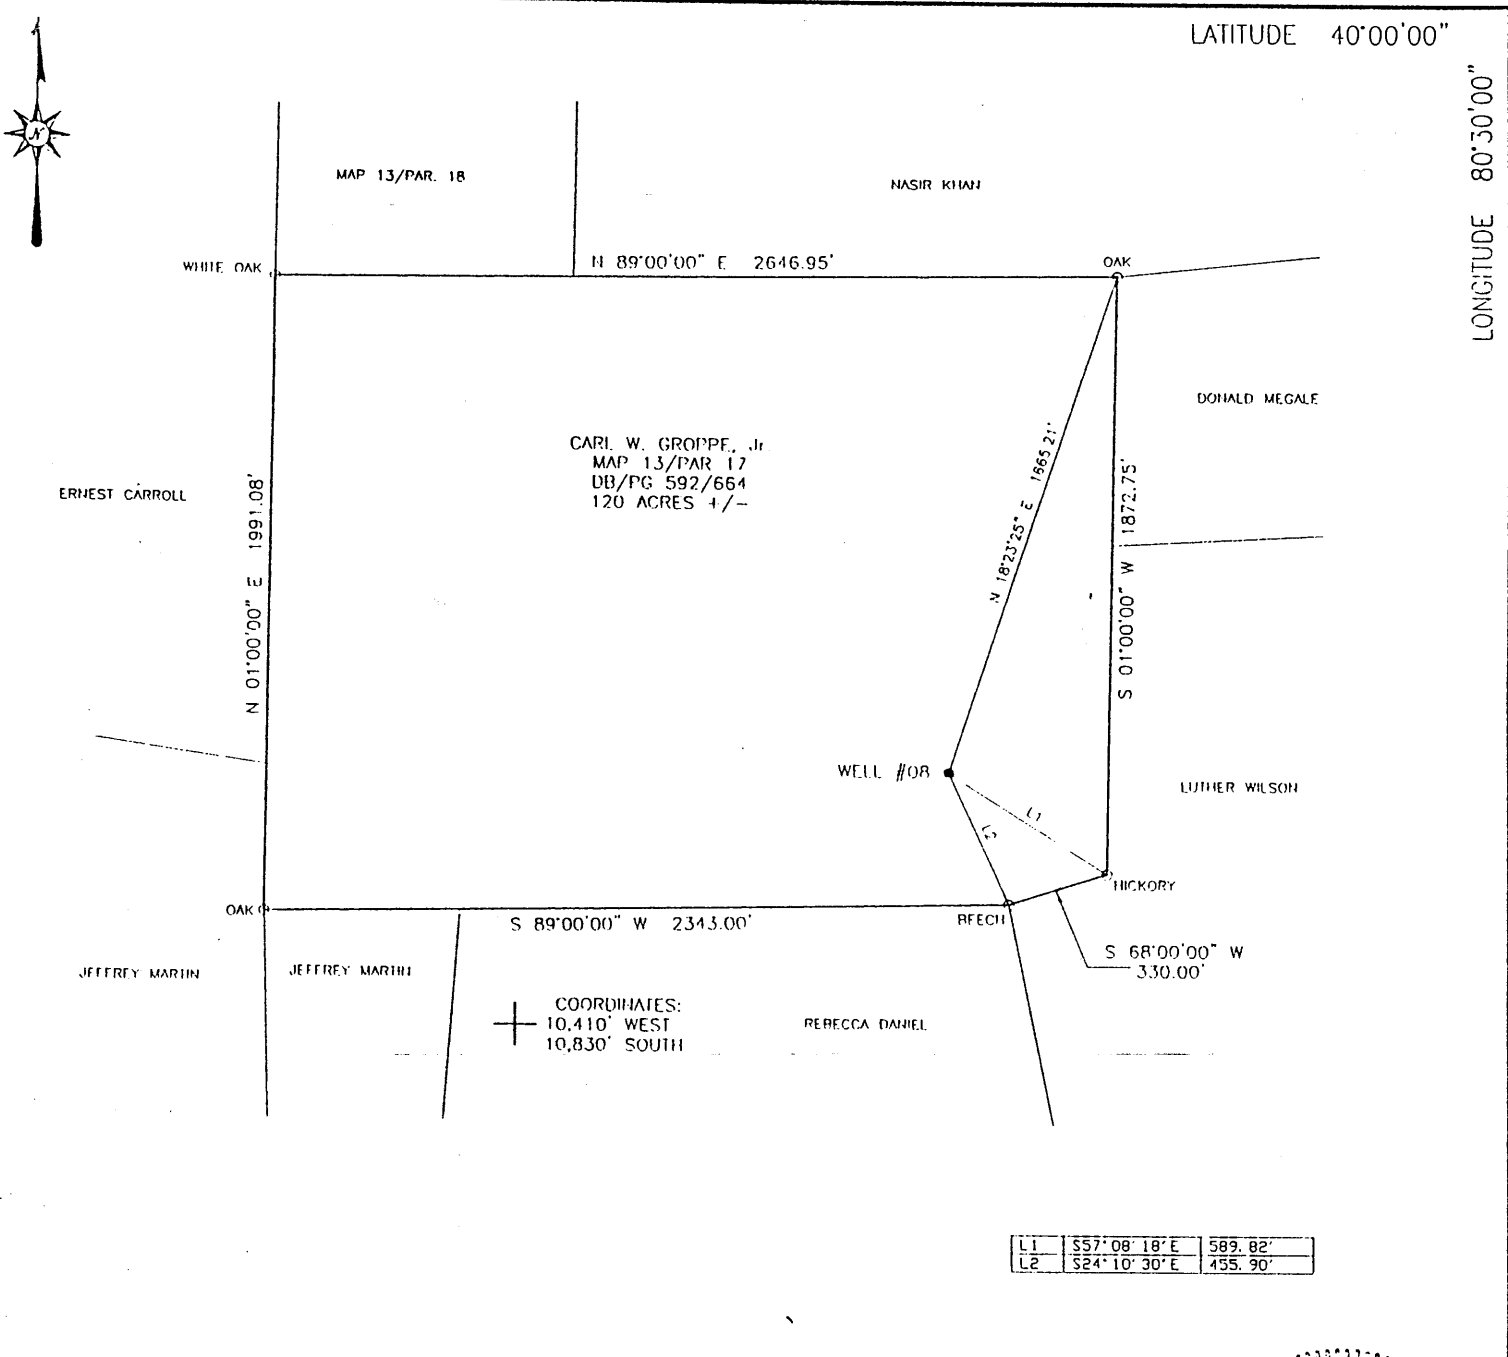 LATITUDE 40°00'00"
LONGITUDE 80°30'00"
N
MAP 13/PAR. 18
NASIR KHAN
WHITE OAK
N 89°00'00" E 2646.95'
OAK
DONALD MEGALE
CARL W. GROPPE, Jr
MAP 13/PAR 17
DB/PG 592/664
120 ACRES +/-
ERNEST CARROLL
N 01°00'00" E 1991.08'
N 18°23'25" E 1665.21'
S 01°00'00" W 1872.75'
WELL #08
L1
L2
LUTHER WILSON
HICKORY
OAK
S 89°00'00" W 2343.00'
BEECH
S 68°00'00" W
330.00'
JEFFREY MARTIN
JEFFREY MARTIN
COORDINATES:
10,410' WEST
10,830' SOUTH
REBECCA DANIEL
L1 S57°08'18"E 589.82'
L2 S24°10'30"E 455.90'